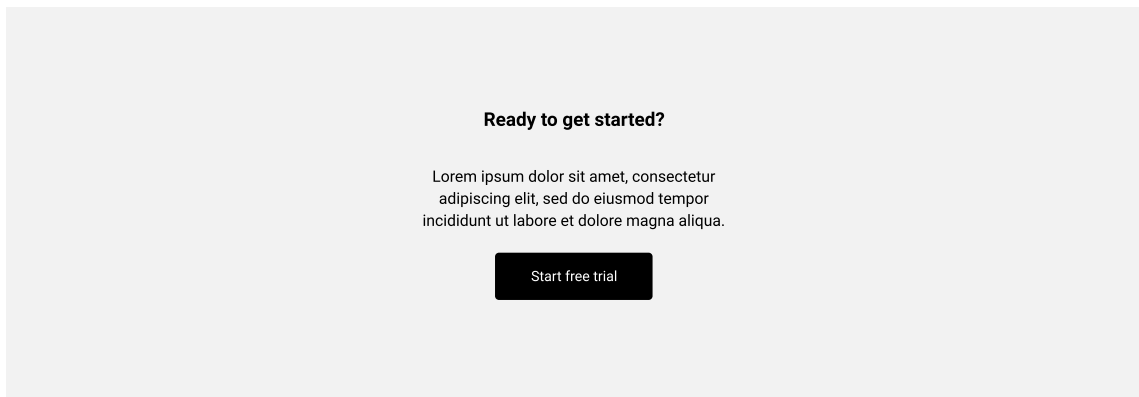 Ready to get started?
Lorem ipsum dolor sit amet, consectetur
adipiscing elit, sed do eiusmod tempor
incididunt ut labore et dolore magna aliqua.
Start free trial